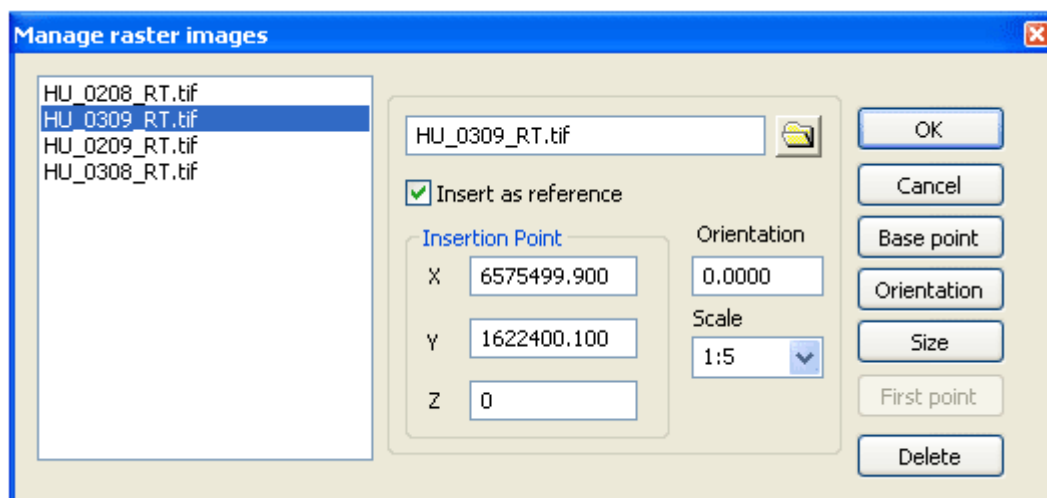 Manage raster images
HU_0208_RT.tif
HU_0309_RT.tif
HU_0209_RT.tif
HU_0308_RT.tif
HU_0309_RT.tif
Insert as reference
Insertion Point
X 6575499.900
Y 1622400.100
Z 0
Orientation
0.0000
Scale
1:5
OK
Cancel
Base point
Orientation
Size
First point
Delete